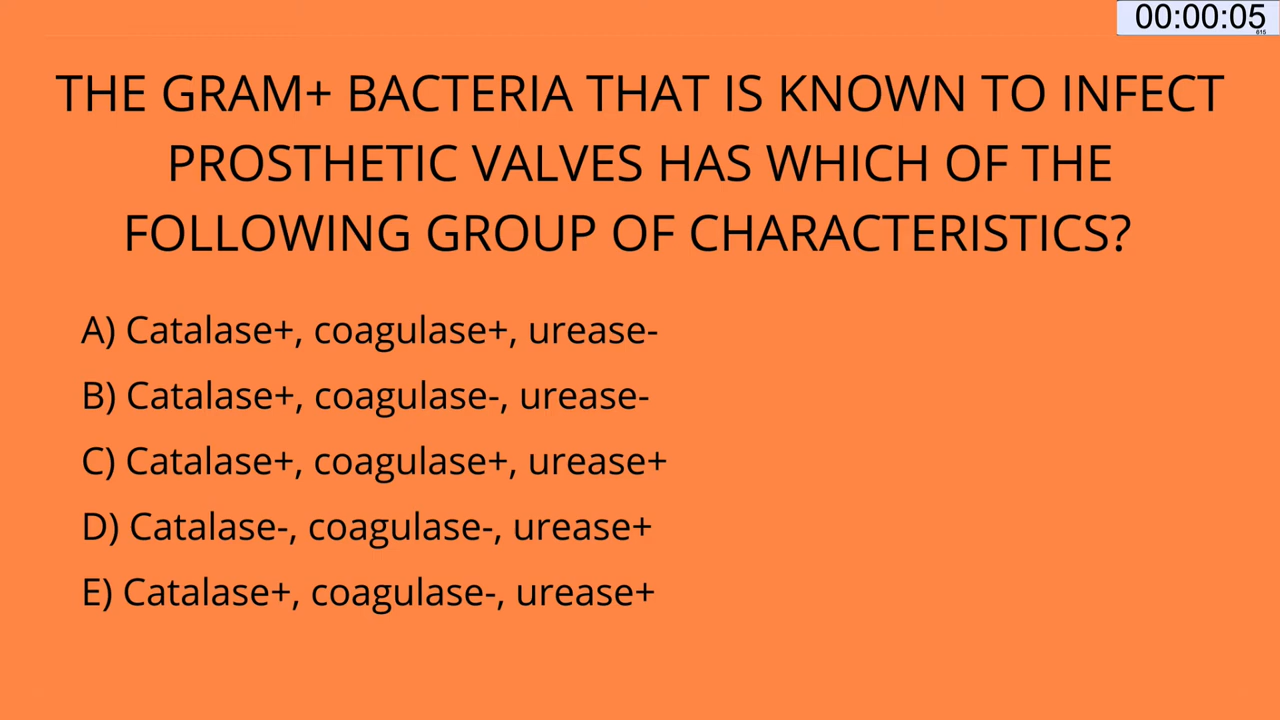 00:00:05
615
THE GRAM+ BACTERIA THAT IS KNOWN TO INFECT
PROSTHETIC VALVES HAS WHICH OF THE
FOLLOWING GROUP OF CHARACTERISTICS?
A) Catalase+, coagulase+, urease-
B) Catalase+, coagulase-, urease-
C) Catalase+, coagulase+, urease+
D) Catalase-, coagulase-, urease+
E) Catalase+, coagulase-, urease+